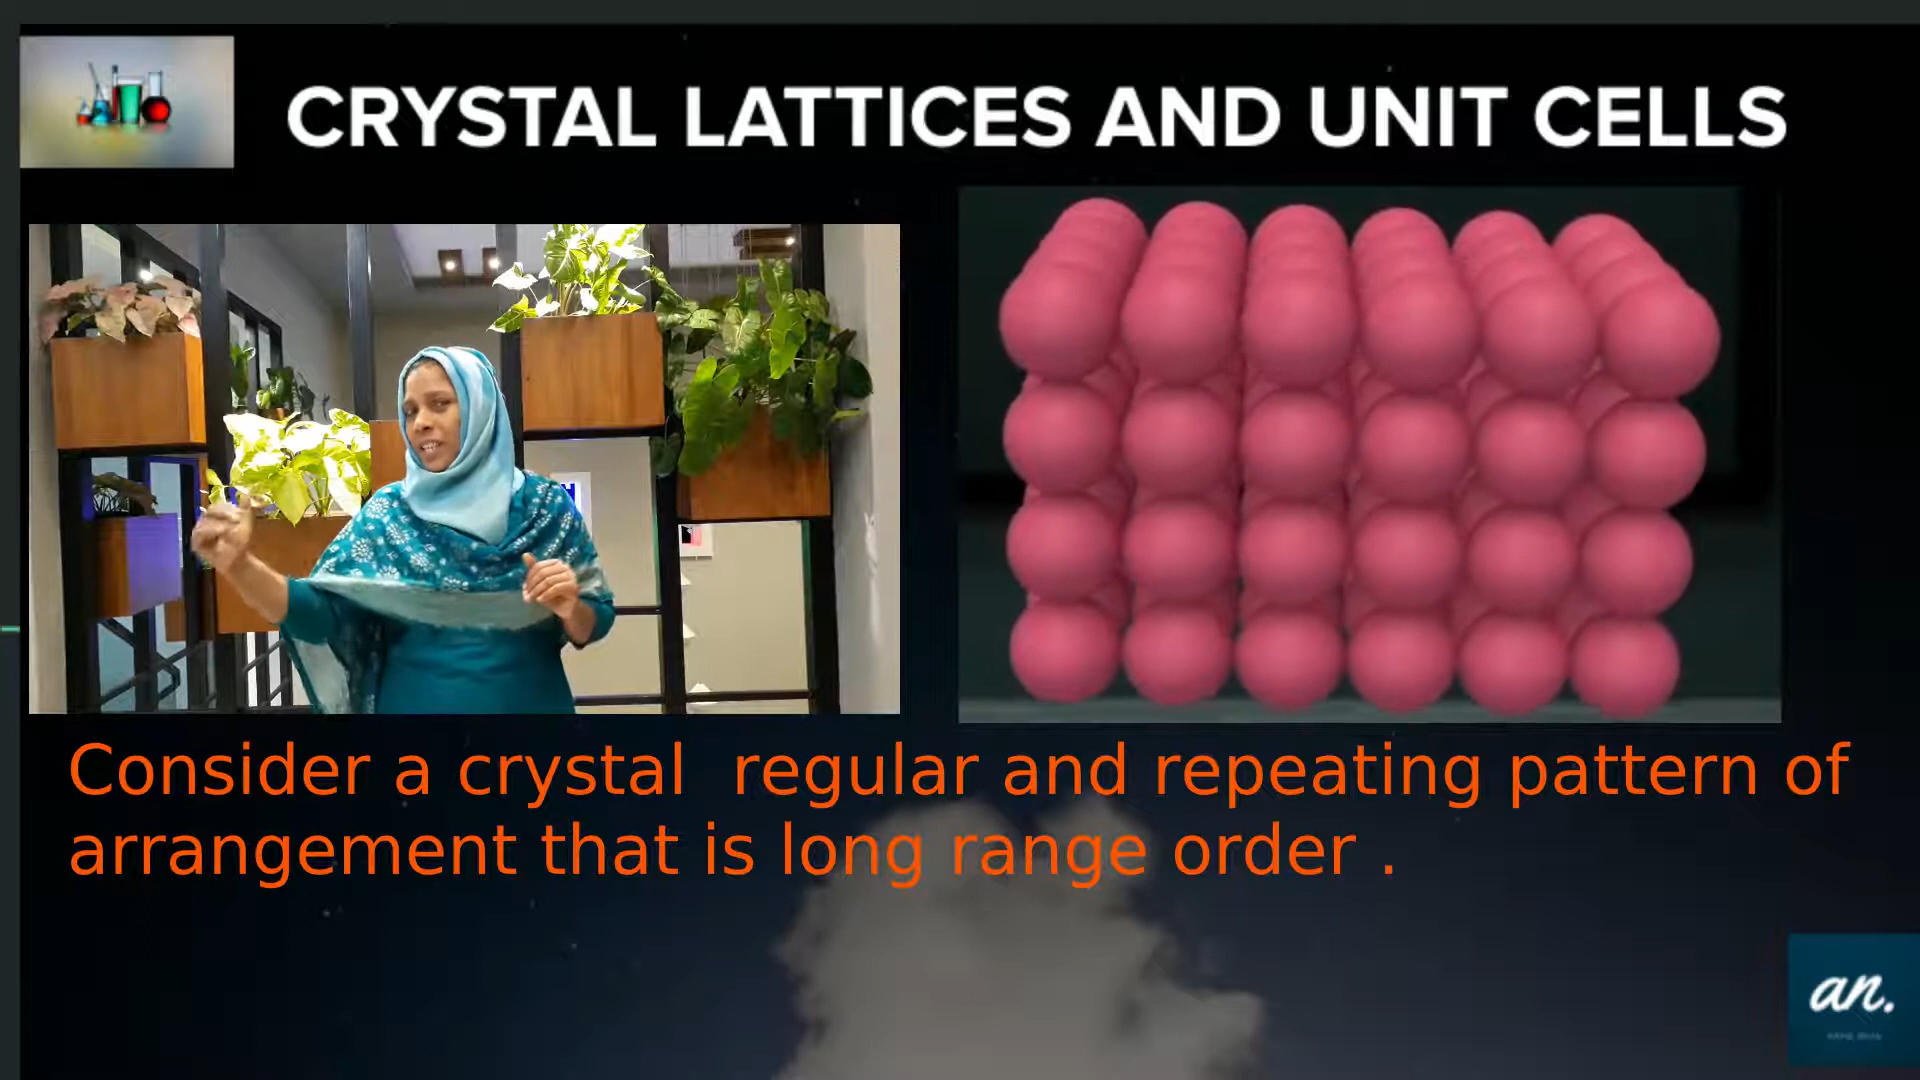 CRYSTAL LATTICES AND UNIT CELLS
Consider a crystal  regular and repeating pattern of
arrangement that is long range order .
an.